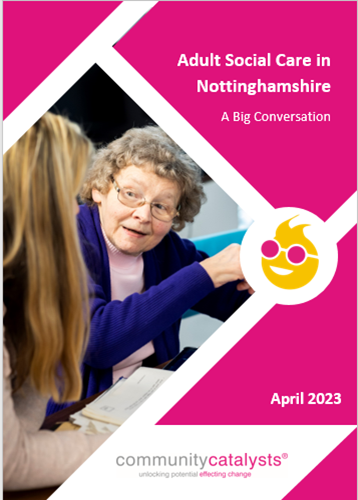 Adult Social Care in
Nottinghamshire
A Big Conversation
April 2023
communitycatalysts®
unlocking potential effecting change